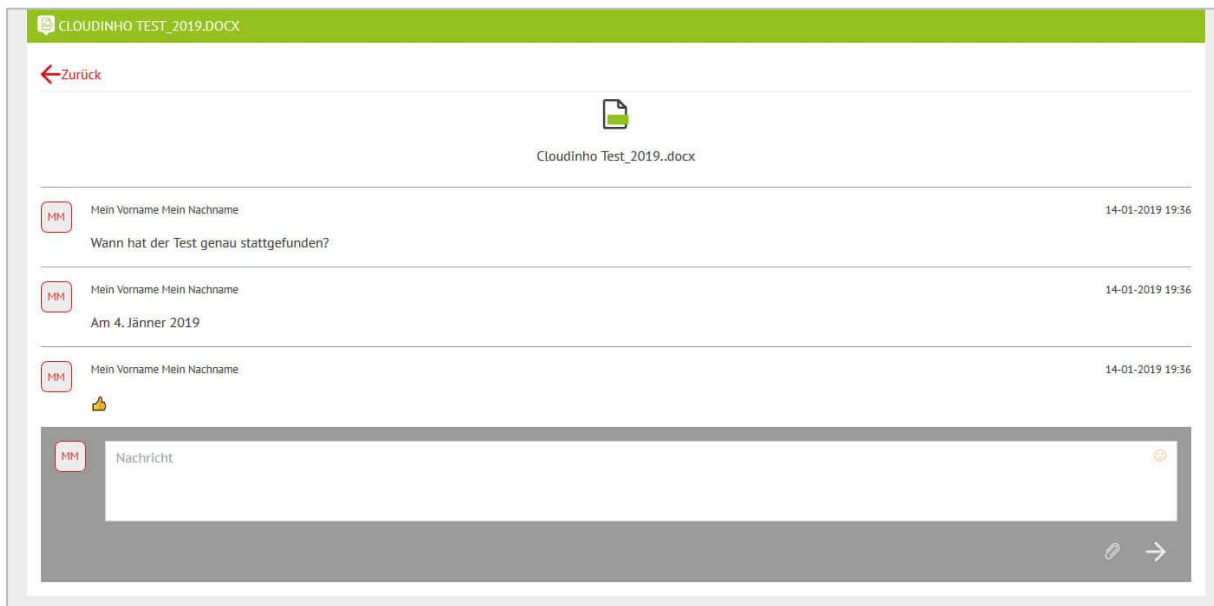 CLOUDINHO TEST_2019.DOCX
Zurück
Cloudinho Test_2019..docx
MM
Mein Vorname Mein Nachname
14-01-2019 19:36
Wann hat der Test genau stattgefunden?
MM
Mein Vorname Mein Nachname
14-01-2019 19:36
Am 4. Jänner 2019
MM
Mein Vorname Mein Nachname
14-01-2019 19:36
👍
MM
Nachricht